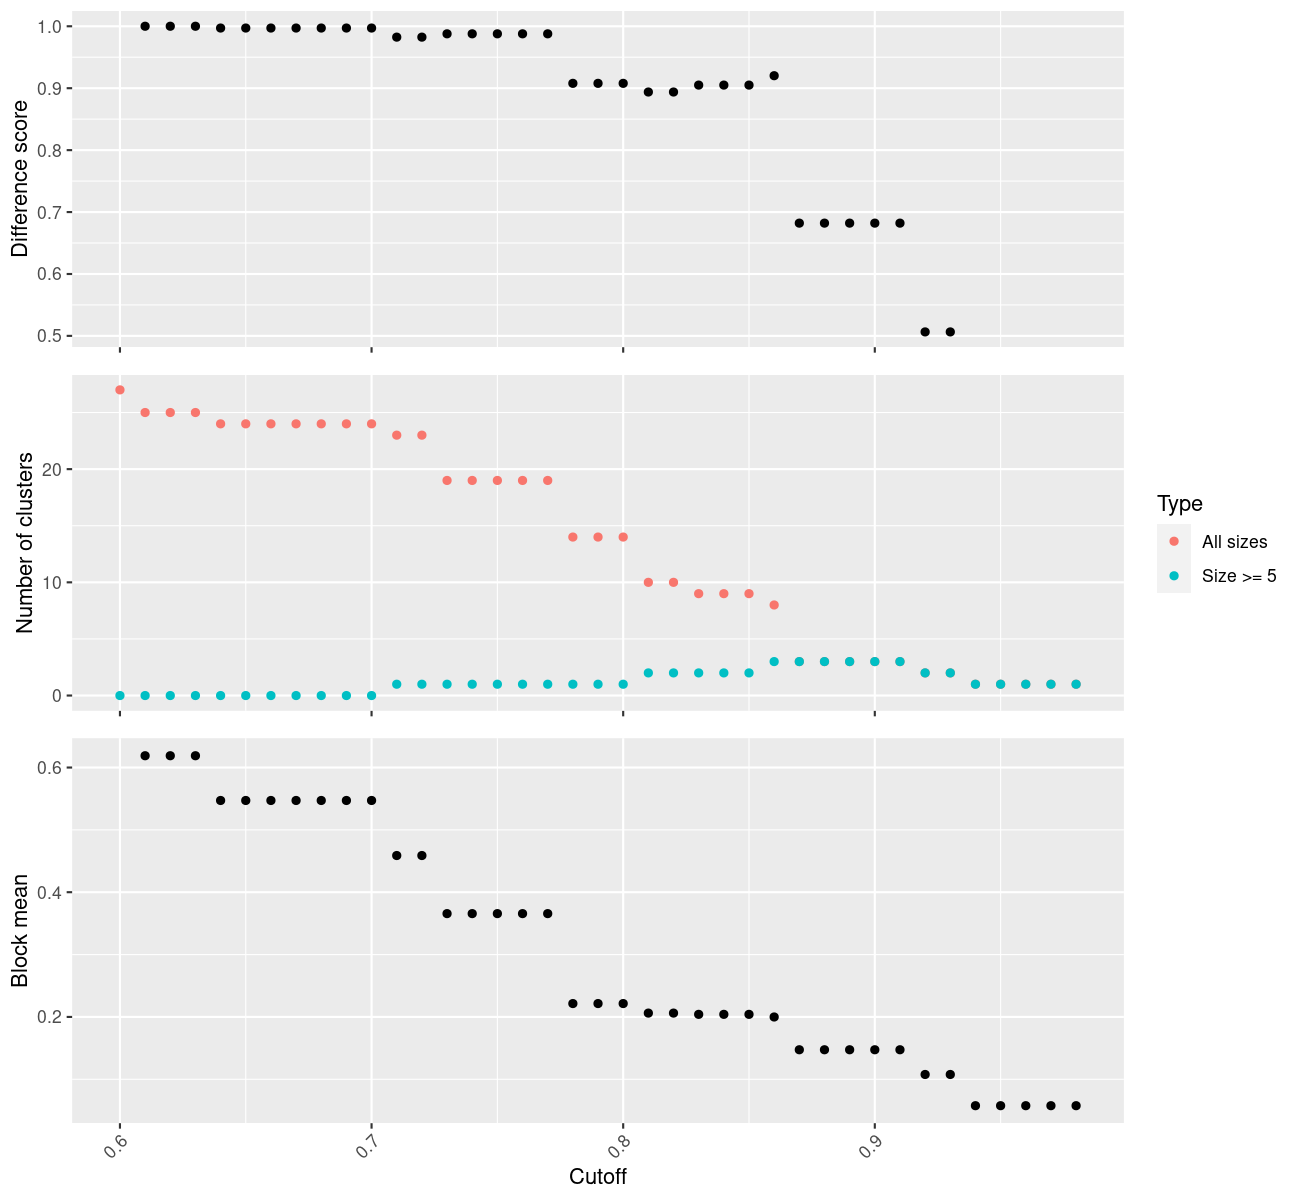 Difference score
1.0
0.9
0.8
0.7
0.6
0.5
Number of clusters
20
10
0
Type
All sizes
Size >= 5
Block mean
0.6
0.4
0.2
0.6
0.7
0.8
0.9
Cutoff